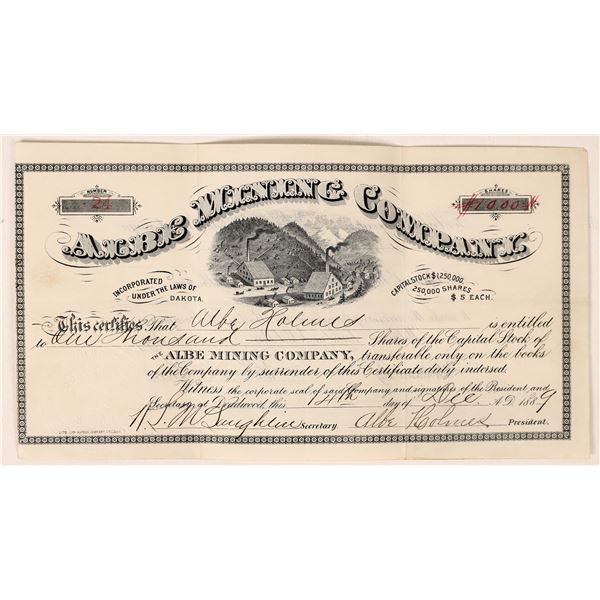 NUMBER
21
SHARES
ALBE MINING COMPANY.
INCORPORATED
UNDER THE LAWS OF
DAKOTA.
CAPITAL STOCK $1,250,000.
250,000 SHARES
$5 EACH.
This certifies That Albe Holmes is entitled
to One thousand Shares of the Capital Stock of
THE ALBE MINING COMPANY, transferable only on the books
of the Company by surrender of this Certificate duly indorsed.
Witness the corporate seal of said Company and signatures of the President and
Secretary at Deadwood, this 14th day of Dec A.D. 1889
McLaughlin Secretary. Albe Holmes President.